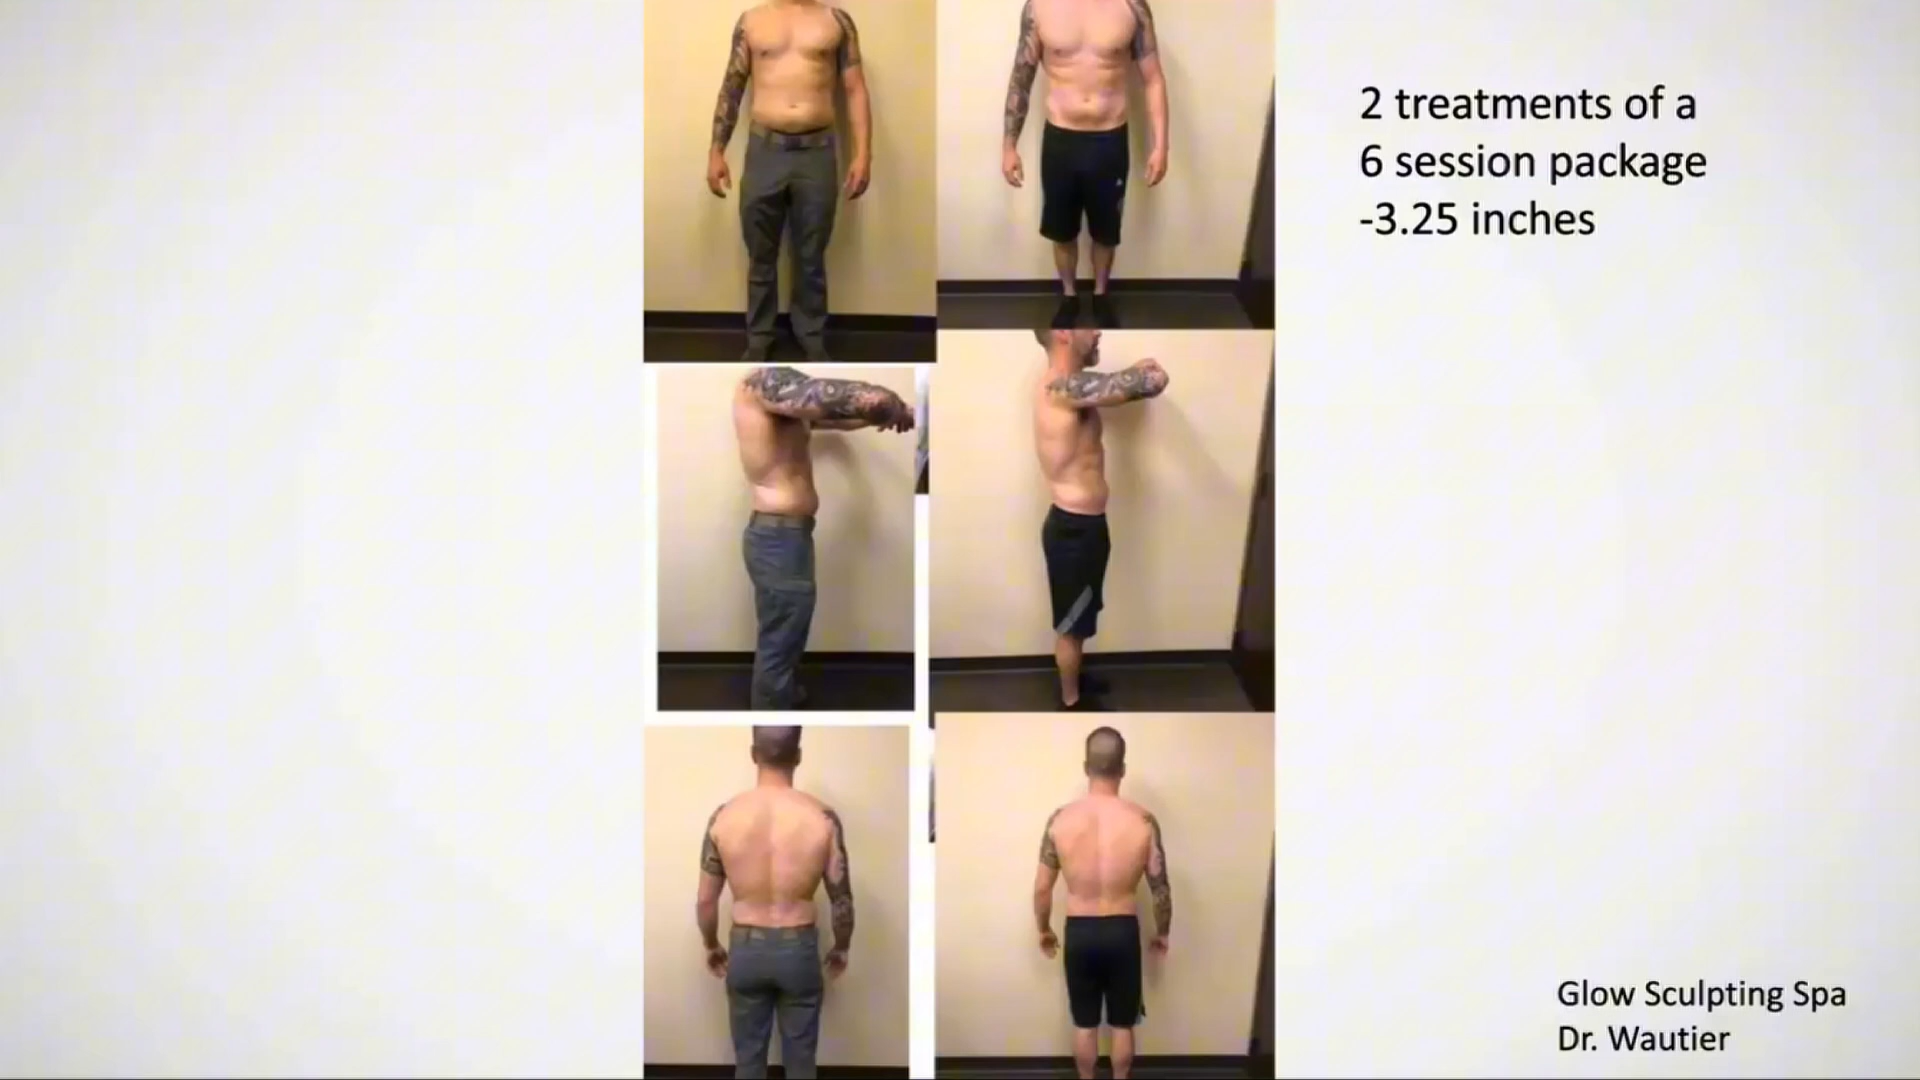 2 treatments of a
6 session package
-3.25 inches
Glow Sculpting Spa
Dr. Wautier